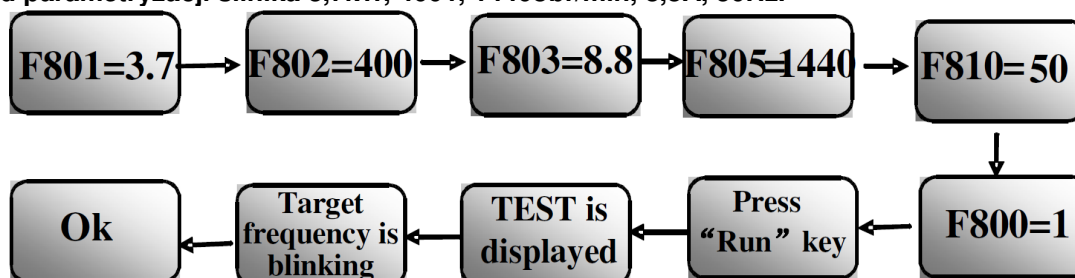 F801=3.7
F802=400
F803=8.8
F805=1440
F810=50
F800=1
Press
“Run” key
TEST is
displayed
Target
frequency is
blinking
Ok